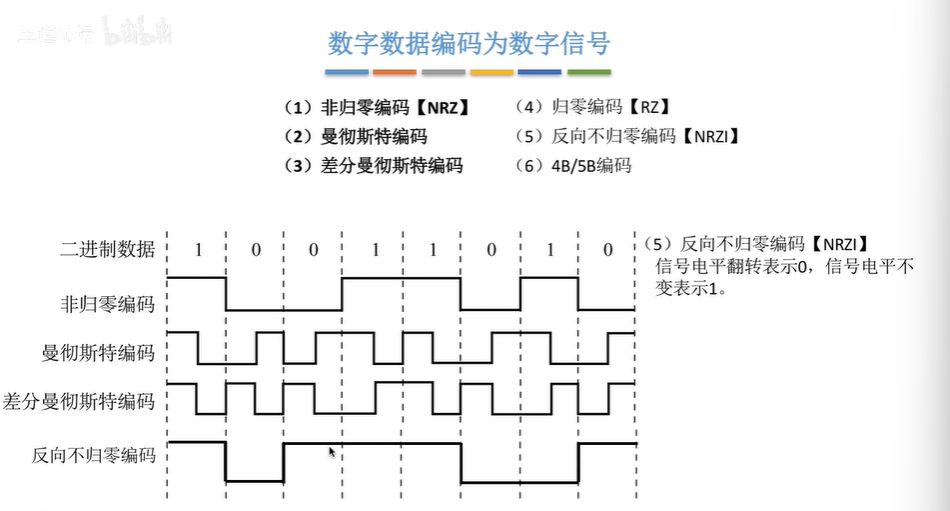 bilibili
数字数据编码为数字信号
（1）非归零编码【NRZ】
（4）归零编码【RZ】
（2）曼彻斯特编码
（5）反向不归零编码【NRZI】
（3）差分曼彻斯特编码
（6）4B/5B编码
二进制数据 1 0 0 1 1 0 1 0
（5）反向不归零编码【NRZI】
信号电平翻转表示0，信号电平不
变表示1。
非归零编码
曼彻斯特编码
差分曼彻斯特编码
反向不归零编码